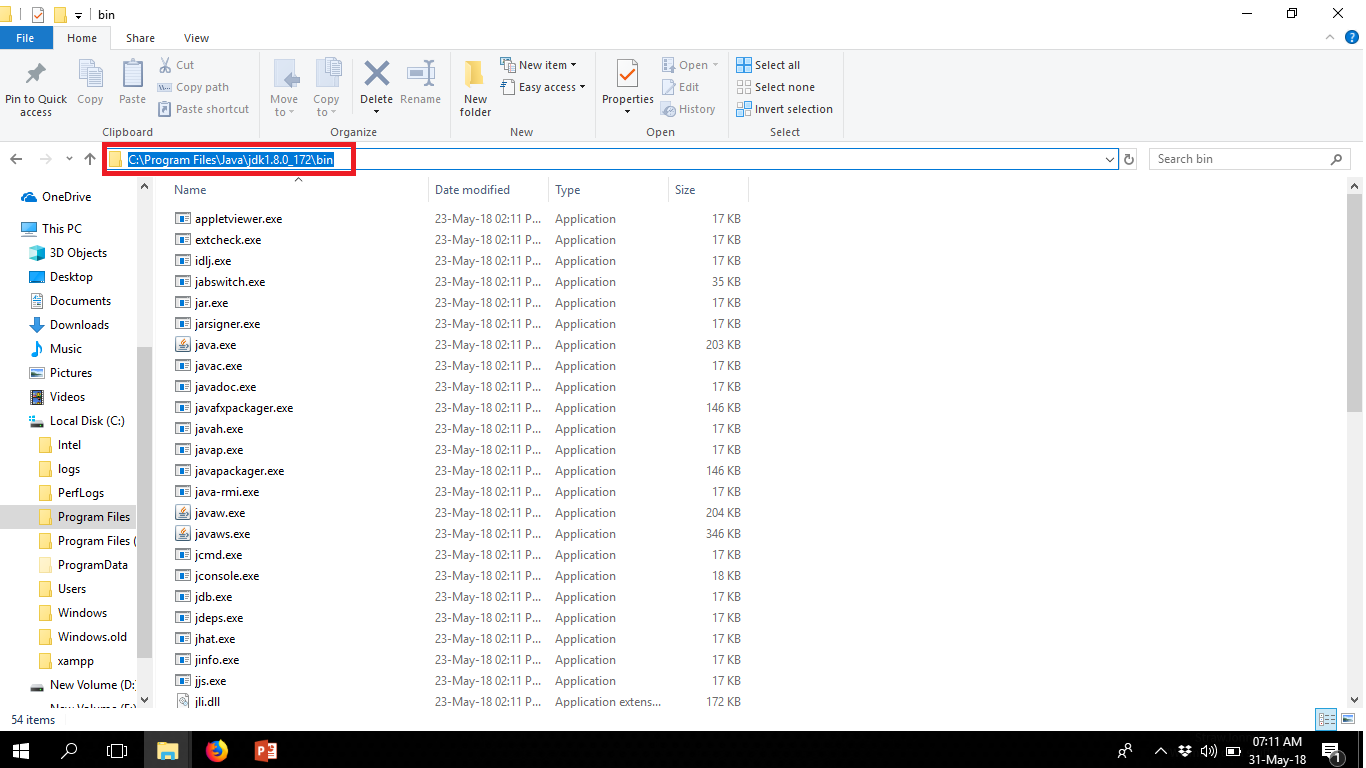 bin
File Home Share View
Pin to Quick access
Copy
Paste
Cut
Copy path
Paste shortcut
Clipboard
Move to
Copy to
Delete
Rename
Organize
New folder
New item
Easy access
New
Properties
Open
Edit
History
Open
Select all
Select none
Invert selection
Select
C:\Program Files\Java\jdk1.8.0_172\bin
Search bin
OneDrive
This PC
3D Objects
Desktop
Documents
Downloads
Music
Pictures
Videos
Local Disk (C:)
Intel
logs
PerfLogs
Program Files
Program Files (
ProgramData
Users
Windows
Windows.old
xampp
New Volume (D:
Name Date modified Type Size
appletviewer.exe 23-May-18 02:11 P... Application 17 KB
extcheck.exe 23-May-18 02:11 P... Application 17 KB
idlj.exe 23-May-18 02:11 P... Application 17 KB
jabswitch.exe 23-May-18 02:11 P... Application 35 KB
jar.exe 23-May-18 02:11 P... Application 17 KB
jarsigner.exe 23-May-18 02:11 P... Application 17 KB
java.exe 23-May-18 02:11 P... Application 203 KB
javac.exe 23-May-18 02:11 P... Application 17 KB
javadoc.exe 23-May-18 02:11 P... Application 17 KB
javafxpackager.exe 23-May-18 02:11 P... Application 146 KB
javah.exe 23-May-18 02:11 P... Application 17 KB
javap.exe 23-May-18 02:11 P... Application 17 KB
javapackager.exe 23-May-18 02:11 P... Application 146 KB
java-rmi.exe 23-May-18 02:11 P... Application 17 KB
javaw.exe 23-May-18 02:11 P... Application 204 KB
javaws.exe 23-May-18 02:11 P... Application 346 KB
jcmd.exe 23-May-18 02:11 P... Application 17 KB
jconsole.exe 23-May-18 02:11 P... Application 18 KB
jdb.exe 23-May-18 02:11 P... Application 17 KB
jdeps.exe 23-May-18 02:11 P... Application 17 KB
jhat.exe 23-May-18 02:11 P... Application 17 KB
jinfo.exe 23-May-18 02:11 P... Application 17 KB
jjs.exe 23-May-18 02:11 P... Application 17 KB
jli.dll 23-May-18 02:11 P... Application extens... 172 KB
54 items
07:11 AM
31-May-18
1